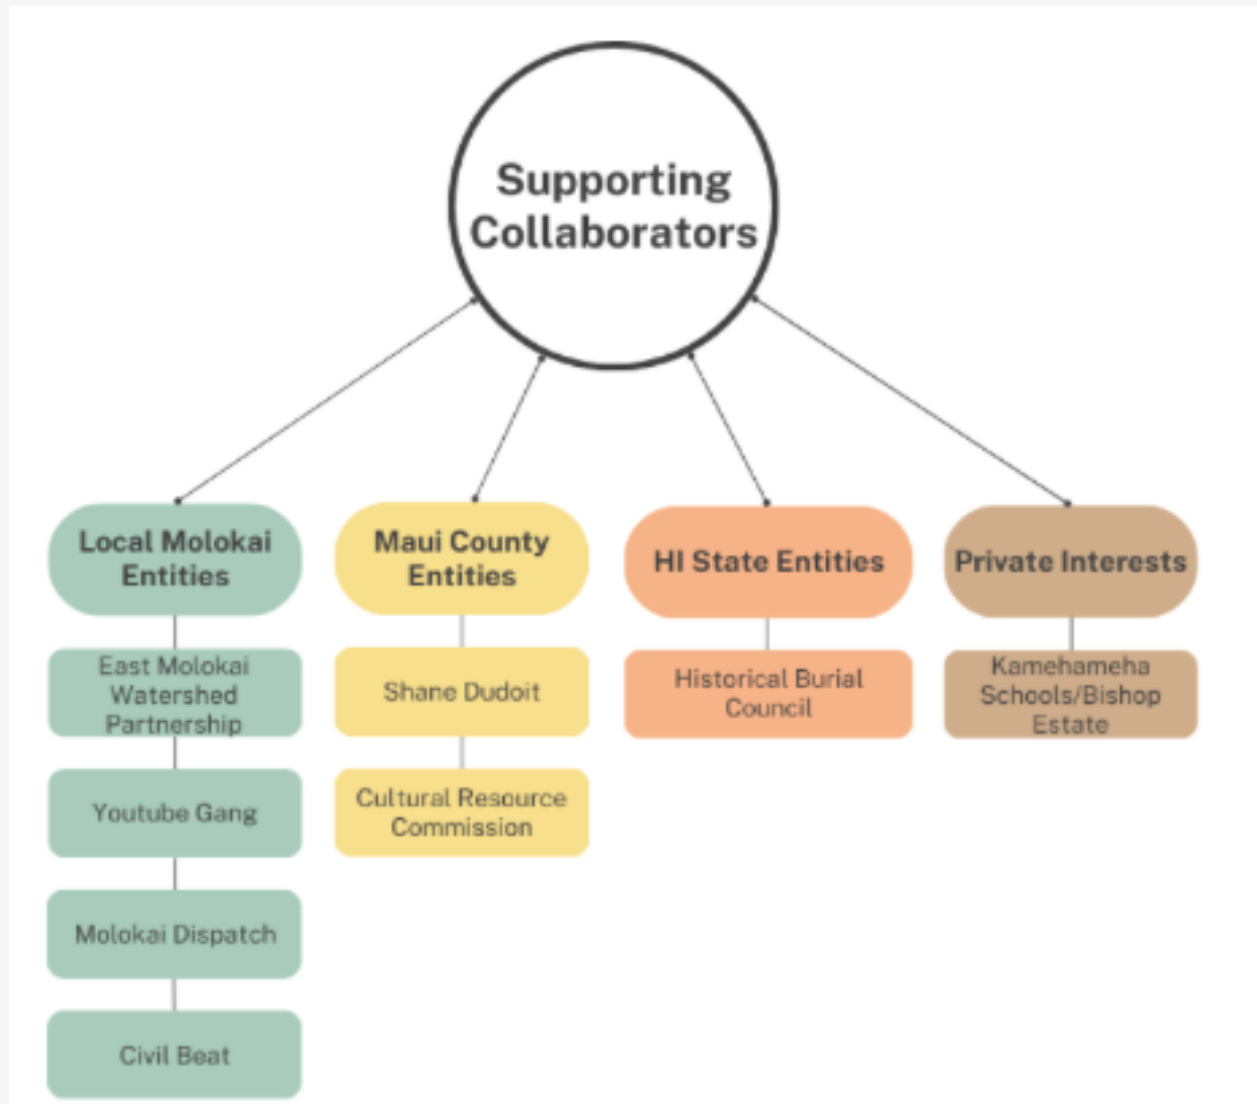 Supporting
Collaborators
Local Molokai
Entities
East Molokai
Watershed
Partnership
Youtube Gang
Molokai Dispatch
Civil Beat
Maui County
Entities
Shane Dudoit
Cultural Resource
Commission
HI State Entities
Historical Burial
Council
Private Interests
Kamehameha
Schools/Bishop
Estate